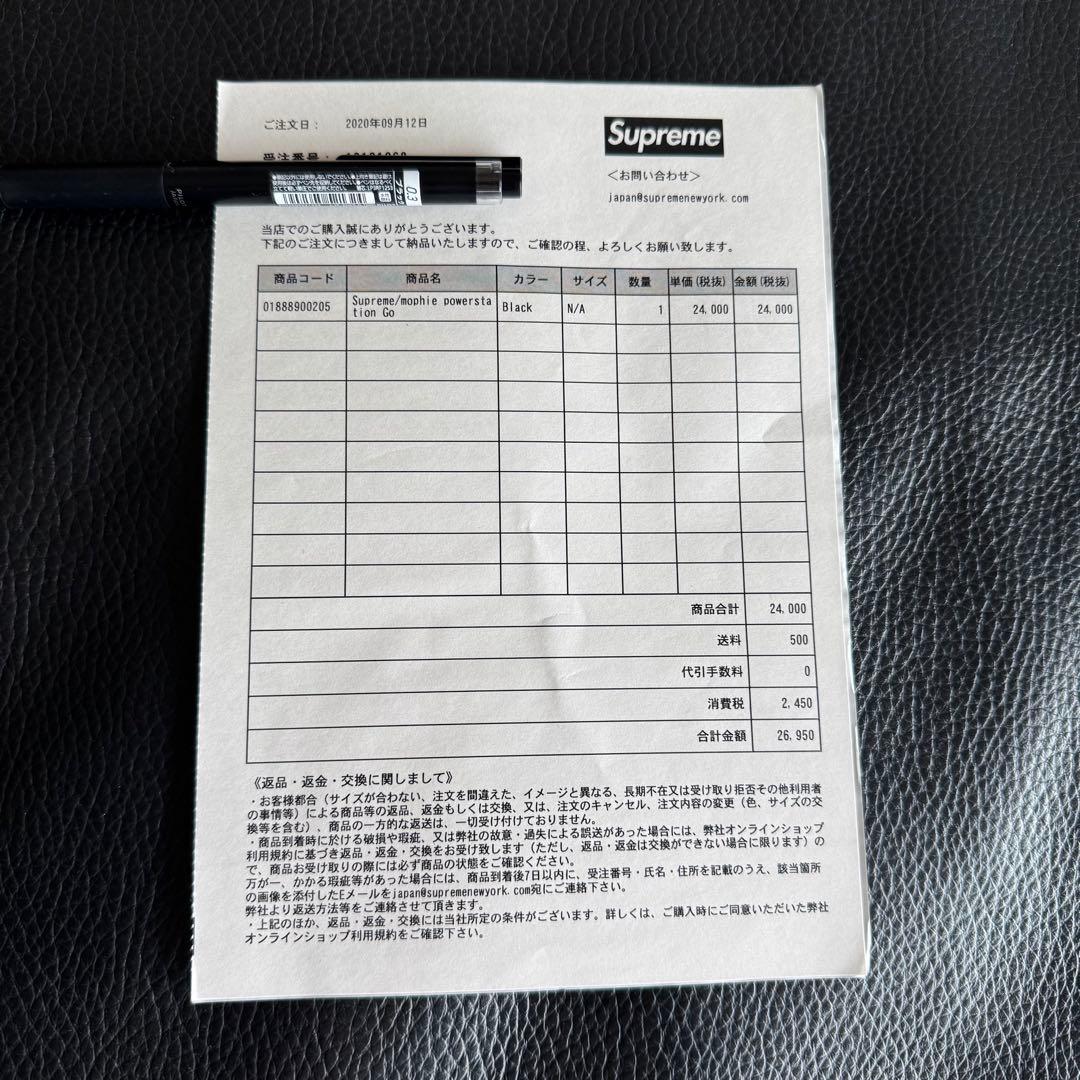 ご注文日： 2020年09月12日
受注番号：
Supreme
＜お問い合わせ＞
japan@supremenewyork.com
0.3
PILOT
当店でのご購入誠にありがとうございます。
下記のご注文につきまして納品いたしますので、ご確認の程、よろしくお願い致します。
商品コード 商品名 カラー サイズ 数量 単価(税抜) 金額(税抜)
01888900205 Supreme/mophie powersta Black N/A 1 24,000 24,000
tion Go
商品合計 24,000
送料 500
代引手数料 0
消費税 2,450
合計金額 26,950
《返品・返金・交換に関しまして》
・お客様都合（サイズが合わない、注文を間違えた、イメージと異なる、長期不在又は受け取り拒否その他利用者
の事情等）による商品等の返品、返金もしくは交換、又は、注文のキャンセル、注文内容の変更（色、サイズの交
換等を含む）、商品の一方的な返送は、一切受け付けておりません。
・商品到着時に於ける破損や瑕疵、又は弊社の故意・過失による誤送があった場合には、弊社オンラインショップ
利用規約に基づき返品・返金・交換をお受け致します（ただし、返品・返金は交換ができない場合に限ります）の
で、商品お受け取りの際には必ず商品の状態をご確認ください。
万が一、かかる瑕疵等があった場合には、商品到着後7日以内に、受注番号・氏名・住所を記載のうえ、該当箇所
の画像を添付したEメールをjapan@supremenewyork.com宛にご連絡下さい。
弊社より返送方法等をご連絡させて頂きます。
・上記のほか、返品・返金・交換には当社所定の条件がございます。詳しくは、ご購入時にご同意いただいた弊社
オンラインショップ利用規約をご確認下さい。